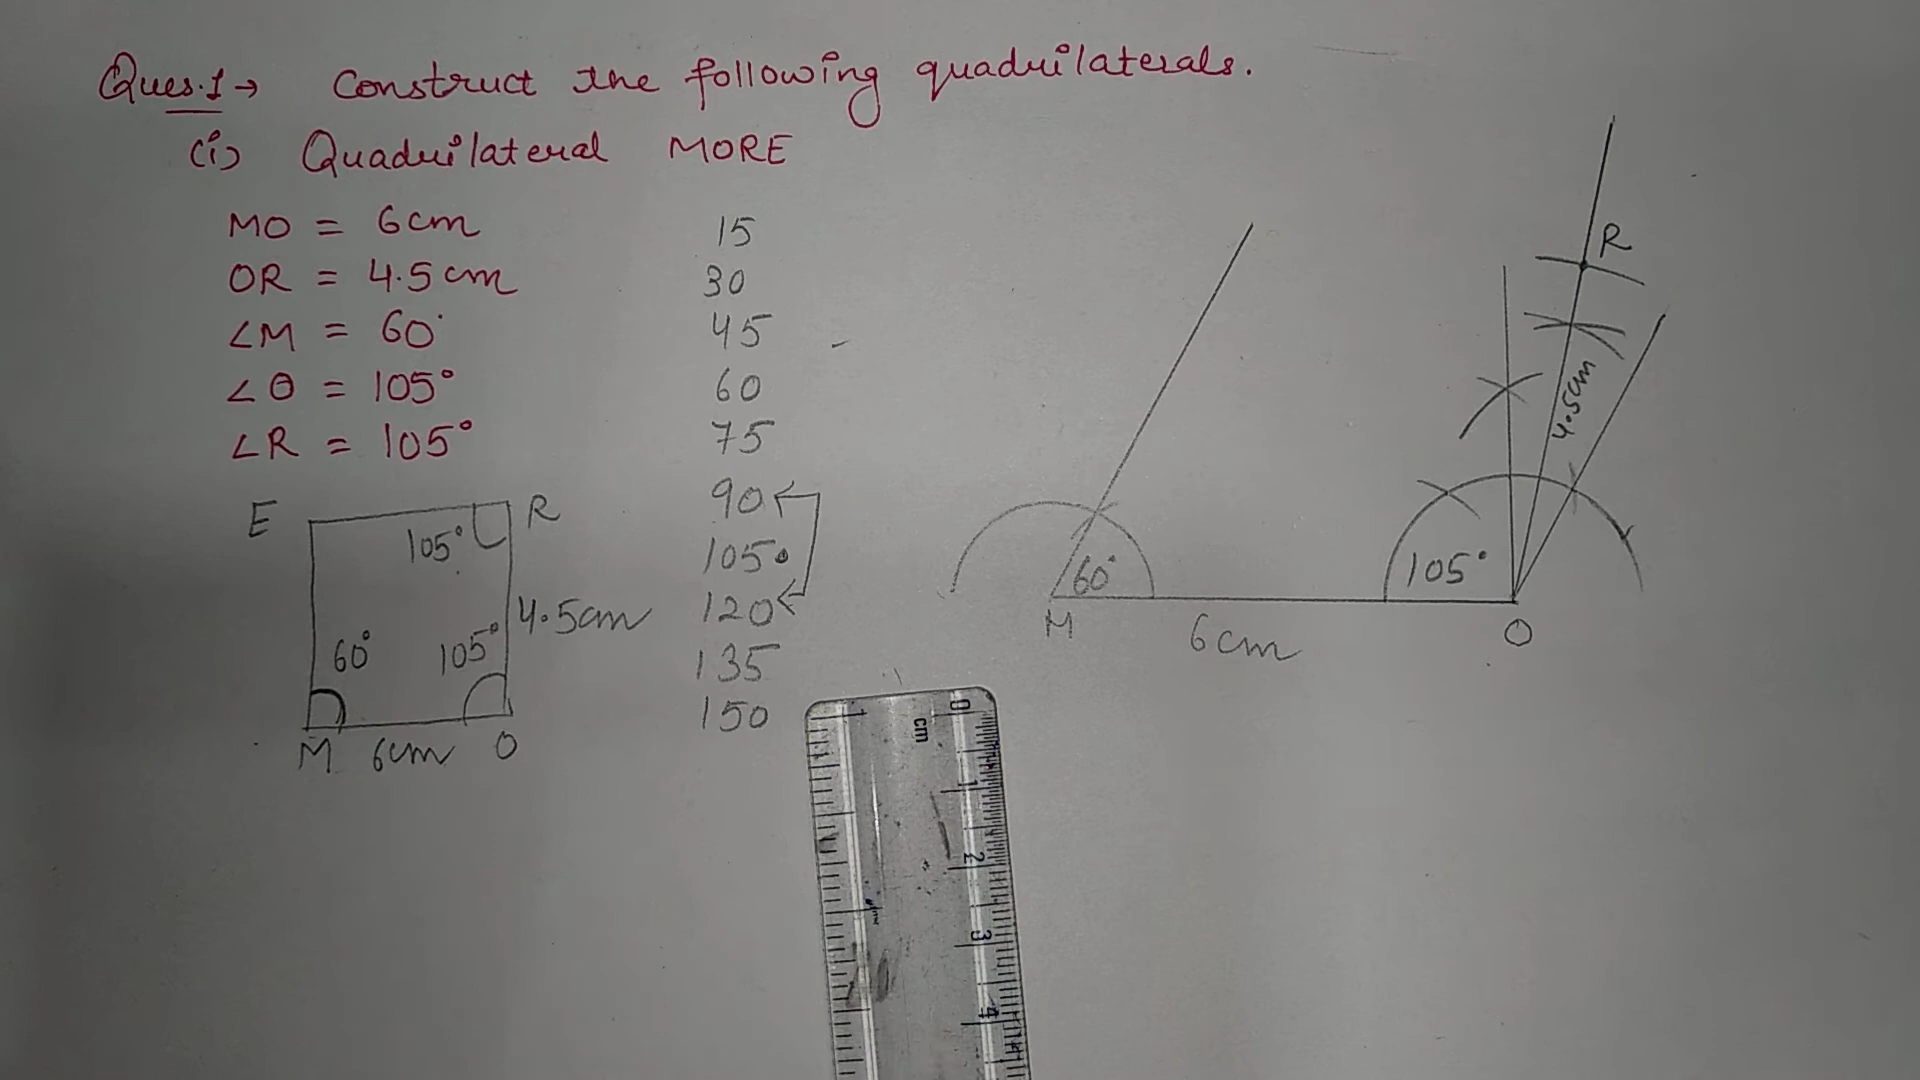 Ques.1→ Construct the following quadrilaterals.
(i) Quadrilateral MORE
MO = 6cm
OR = 4.5cm
∠M = 60°
∠O = 105°
∠R = 105°
15
30
45
60
75
90
105
120
135
150
E
R
105°
4.5cm
60°
105°
M 6cm O
R
4.5cm
60°
105°
M
6cm
O
0
cm
1
1
2
3
4